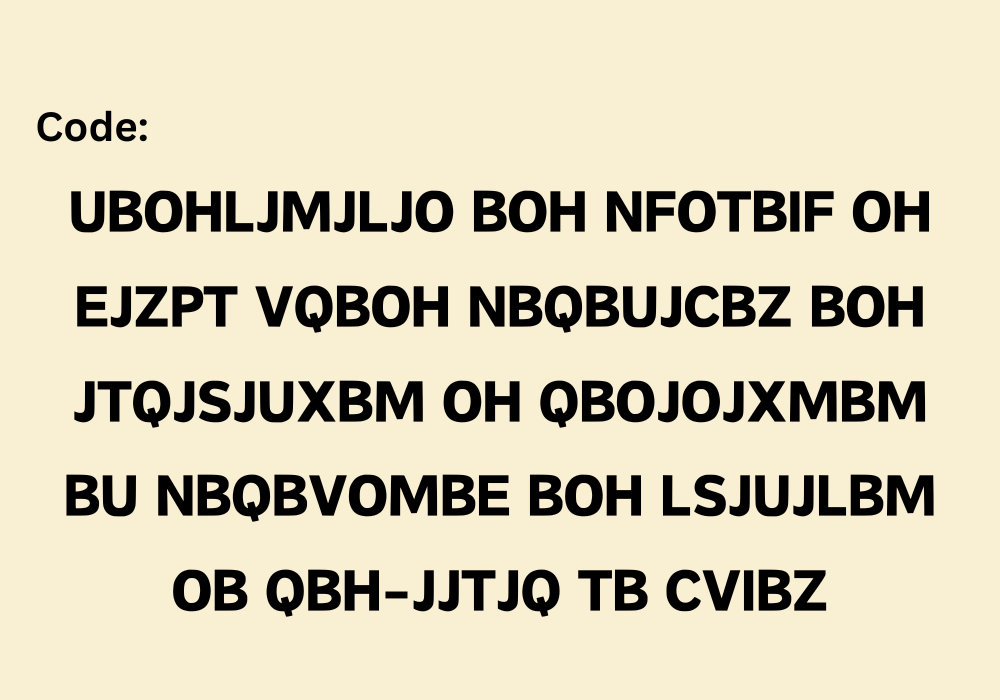 Code:
UBOHLJMJLJO BOH NFOTBIF OH
EJZPT VQBOH NBQBUJCBZ BOH
JTQJSJUXBM OH QBOJOJXMBM
BU NBQBVOMBE BOH LSJUJLBM
OB QBH-JJTJQ TB CVIBZ